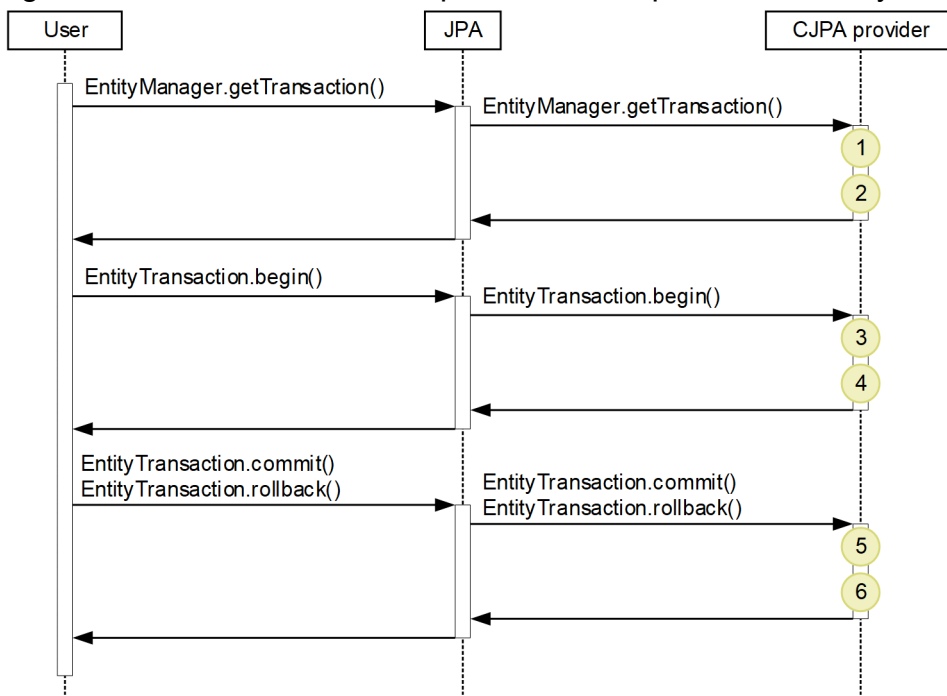 User
JPA
CJPA provider
EntityManager.getTransaction()
EntityManager.getTransaction()
1
2
EntityTransaction.begin()
EntityTransaction.begin()
3
4
EntityTransaction.commit()
EntityTransaction.rollback()
EntityTransaction.commit()
EntityTransaction.rollback()
5
6